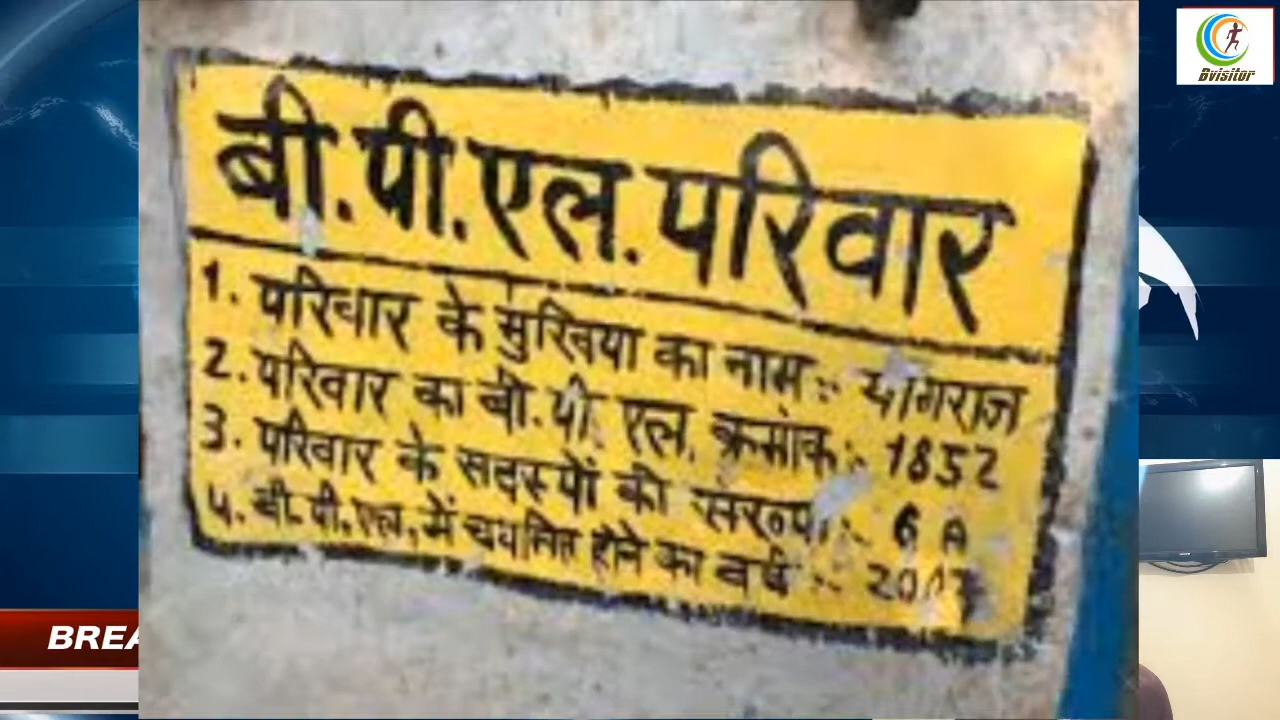 Bvisitor
बी.पी.एल.परिवार
1. परिवार के मुखिया का नाम:- योगराज
2. परिवार का बी.पी. एल. क्रमांक:- 1852
3. परिवार के सदस्यों की संख्या:- 6 A
4. बी.पी.एल. में चयनित होने का वर्ष :-
BREA